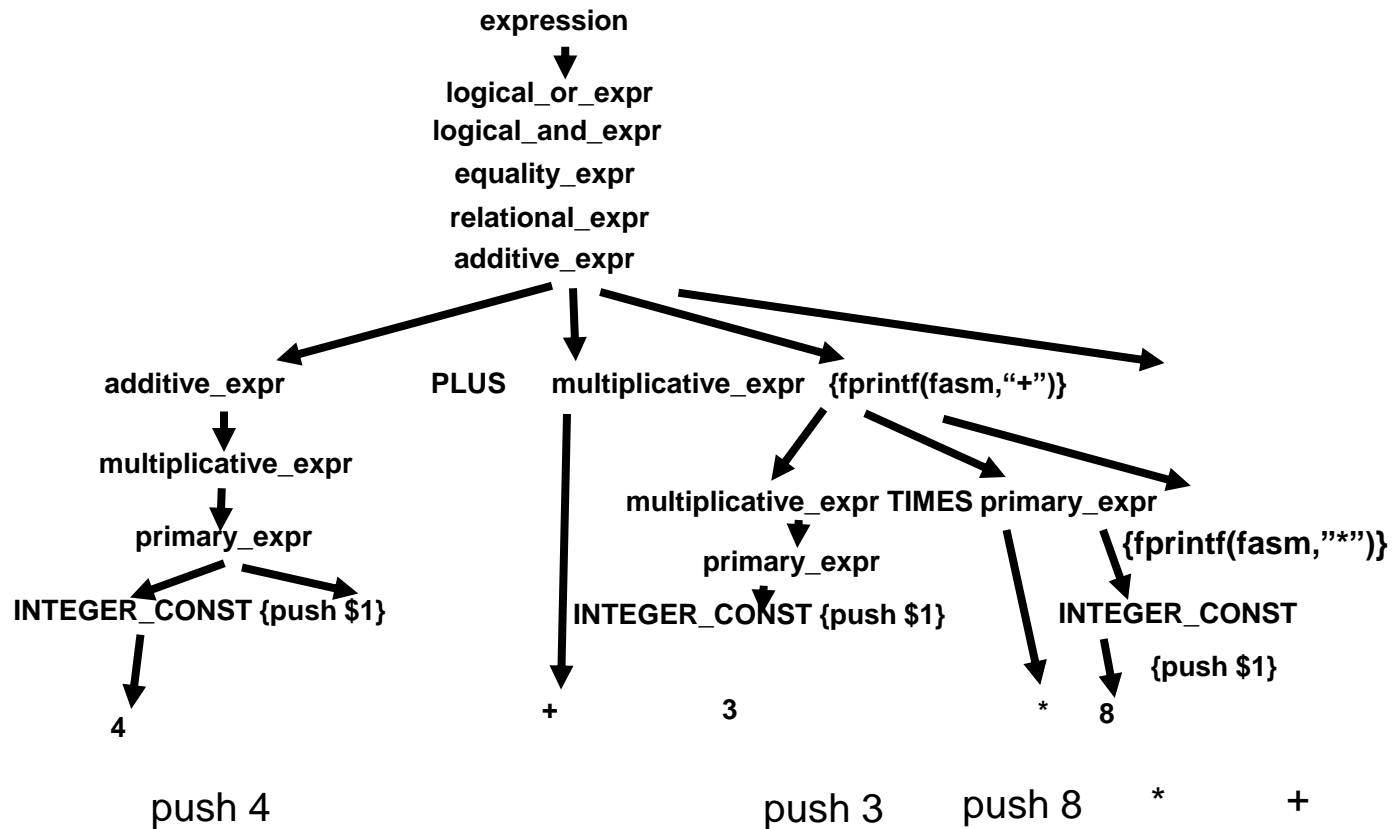 expression
logical_or_expr
logical_and_expr
equality_expr
relational_expr
additive_expr
additive_expr PLUS multiplicative_expr {fprintf(fasm,“+”)}
multiplicative_expr
multiplicative_expr TIMES primary_expr
primary_expr
{fprintf(fasm,”*”)}
primary_expr
INTEGER_CONST {push $1}
INTEGER_CONST {push $1}
INTEGER_CONST
{push $1}
4 + 3 * 8
push 4 push 3 push 8 * +